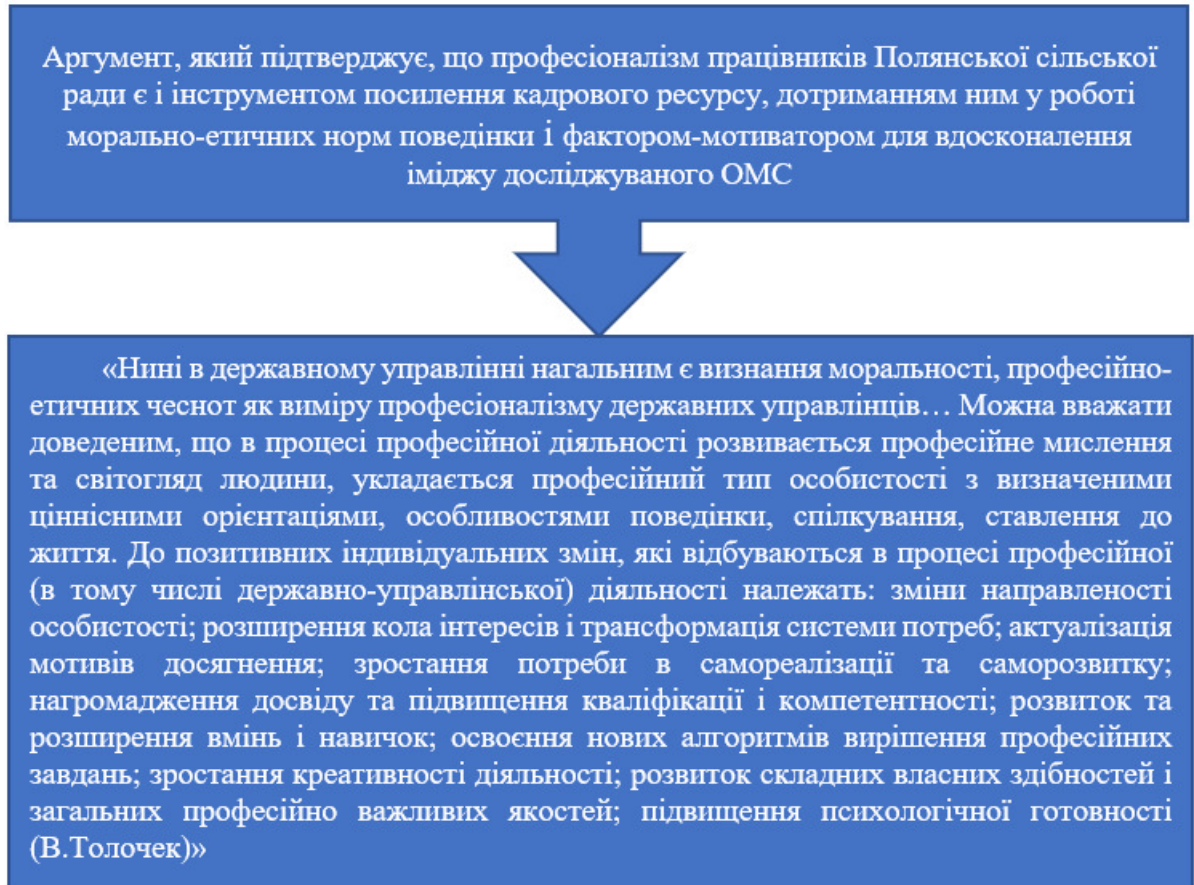 Аргумент, який підтверджує, що професіоналізм працівників Полянської сільської
ради є і інструментом посилення кадрового ресурсу, дотриманням ним у роботі
морально-етичних норм поведінки і фактором-мотиватором для вдосконалення
іміджу досліджуваного ОМС
«Нині в державному управлінні нагальним є визнання моральності, професійно-
етичних чеснот як виміру професіоналізму державних управлінців… Можна вважати
доведеним, що в процесі професійної діяльності розвивається професійне мислення
та світогляд людини, укладається професійний тип особистості з визначеними
ціннісними орієнтаціями, особливостями поведінки, спілкування, ставлення до
життя. До позитивних індивідуальних змін, які відбуваються в процесі професійної
(в тому числі державно-управлінської) діяльності належать: зміни направленості
особистості; розширення кола інтересів і трансформація системи потреб; актуалізація
мотивів досягнення; зростання потреби в самореалізації та саморозвитку;
нагромадження досвіду та підвищення кваліфікації і компетентності; розвиток та
розширення вмінь і навичок; освоєння нових алгоритмів вирішення професійних
завдань; зростання креативності діяльності; розвиток складних власних здібностей і
загальних професійно важливих якостей; підвищення психологічної готовності
(В.Толочек)»